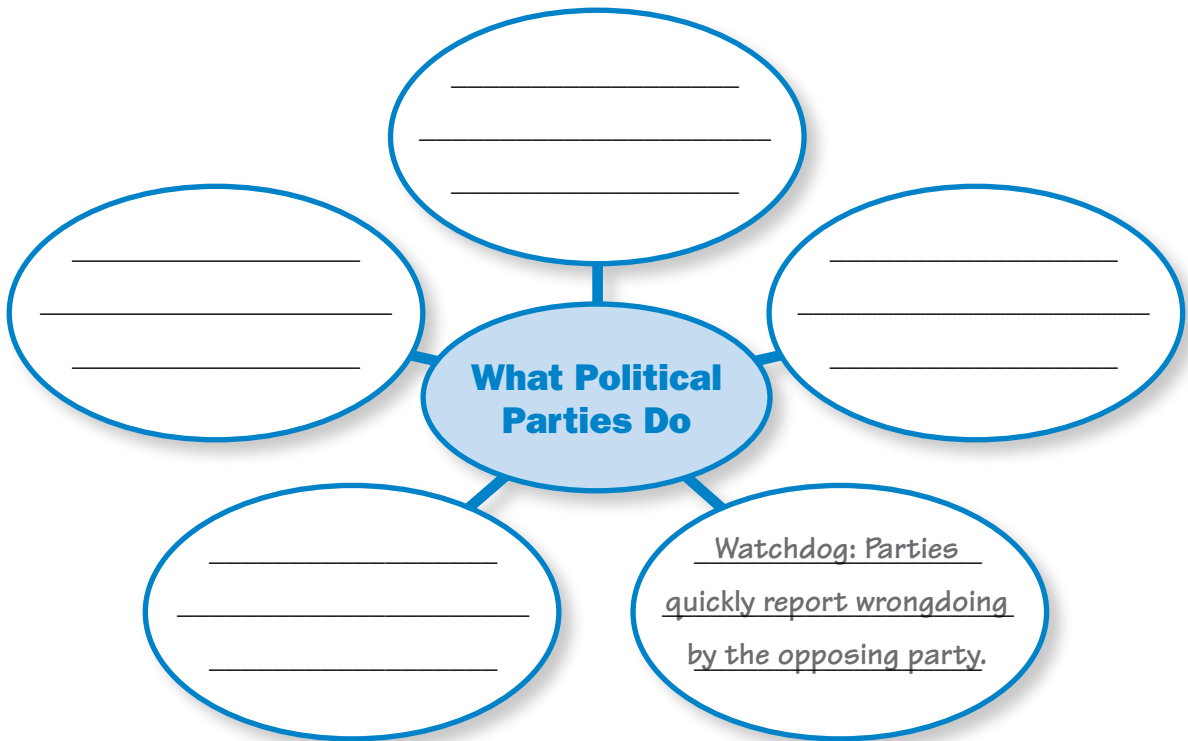 What Political
Parties Do
Watchdog: Parties
quickly report wrongdoing
by the opposing party.